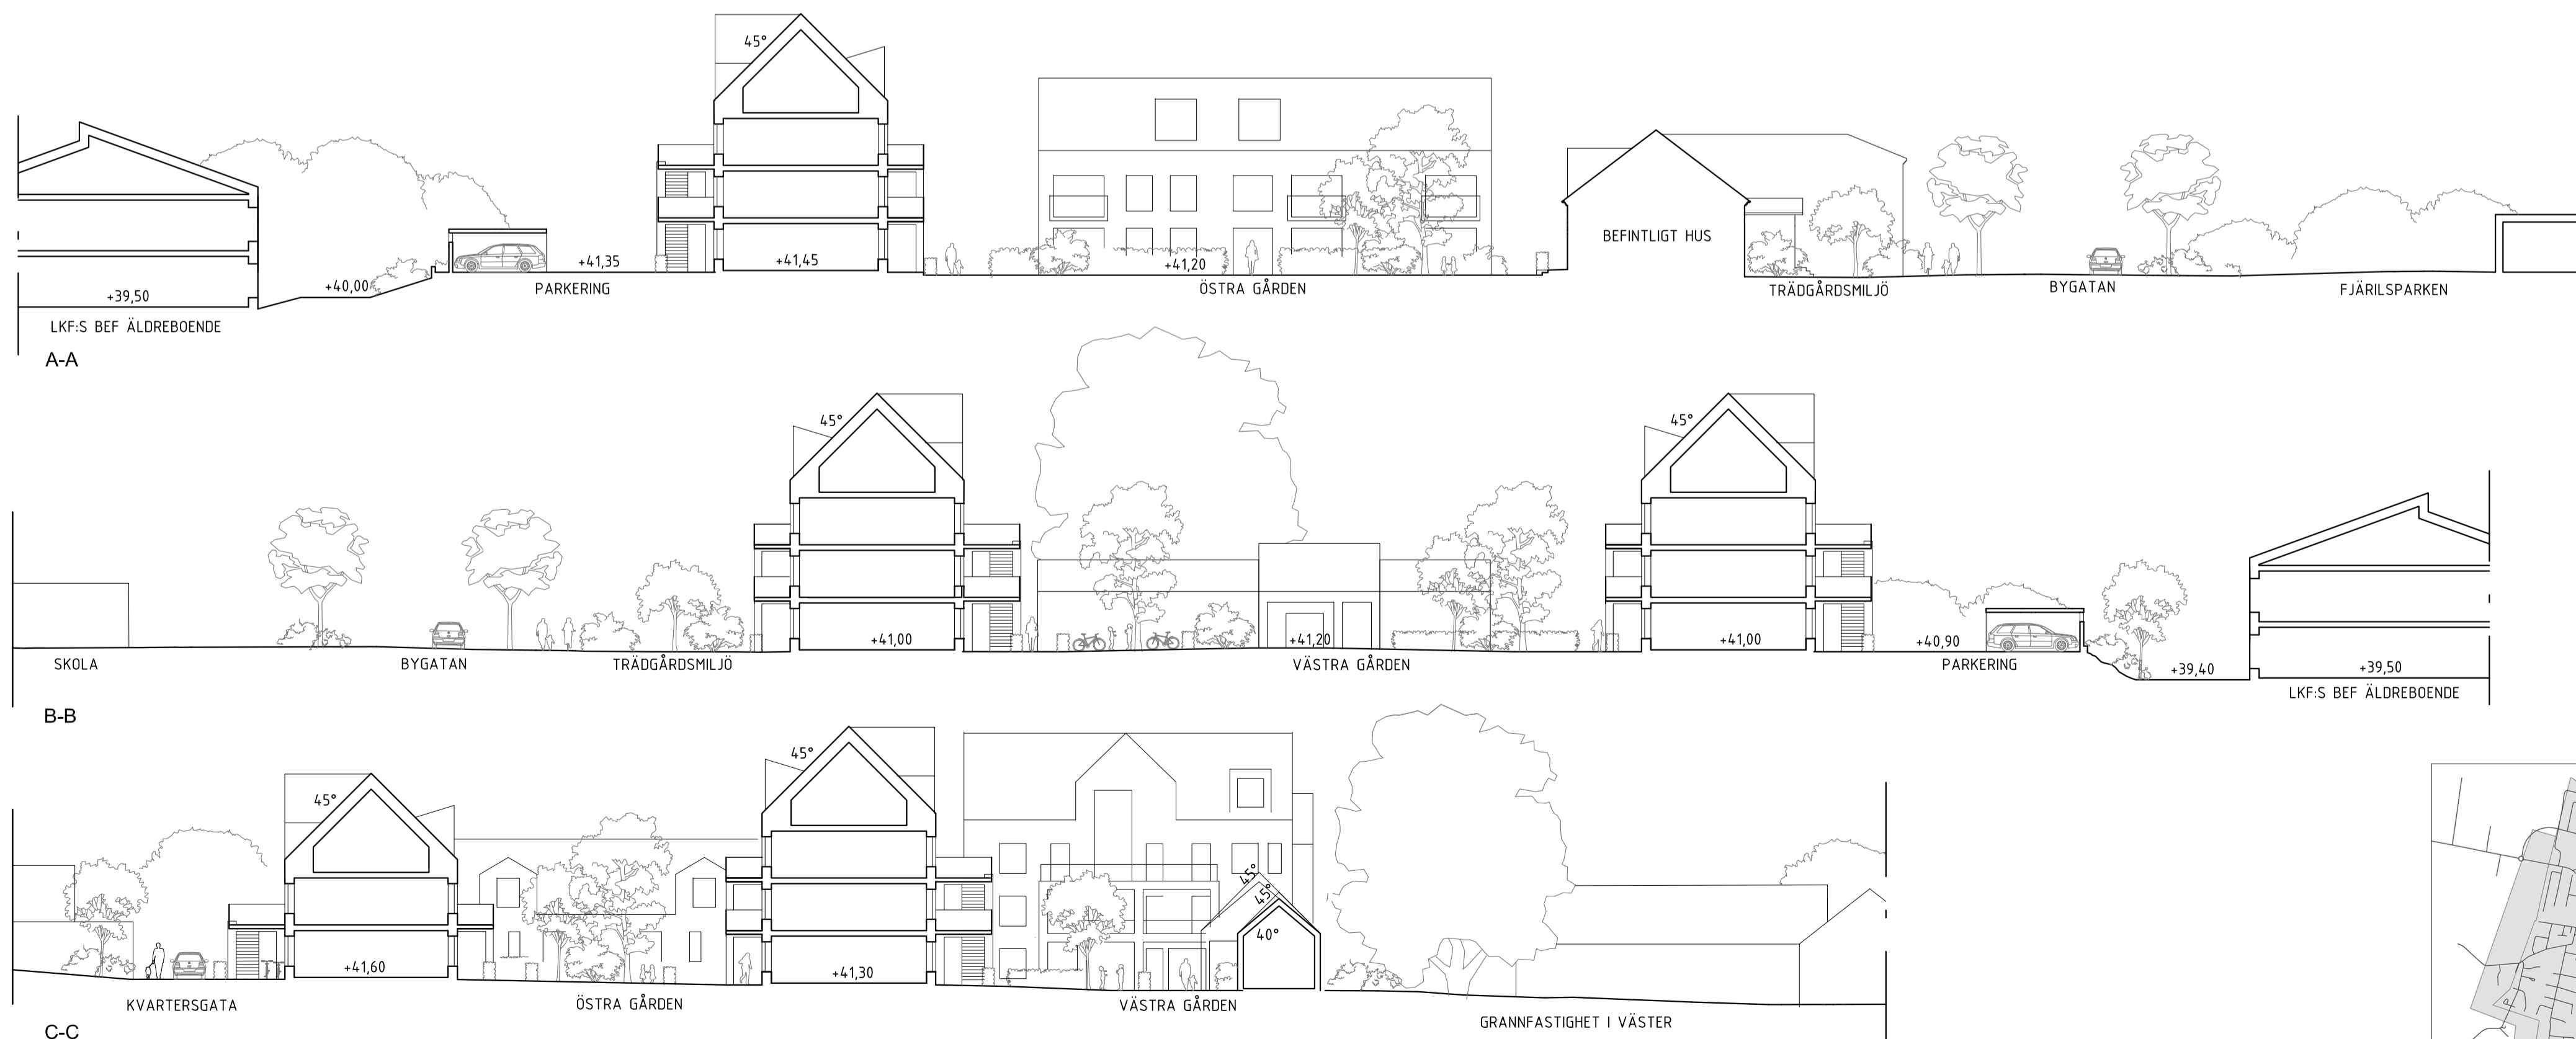 45°
BEFINTLIGT HUS
+41,35
+41,45
+41,20
+40,00
+39,50
PARKERING
ÖSTRA GÅRDEN
TRÄDGÅRDSMILJÖ
BYGATAN
FJÄRILSPARKEN
LKF:S BEF ÄLDREBOENDE
A-A
45°
45°
+41,00
+41,20
+41,00
+40,90
+39,40
+39,50
SKOLA
BYGATAN
TRÄDGÅRDSMILJÖ
VÄSTRA GÅRDEN
PARKERING
LKF:S BEF ÄLDREBOENDE
B-B
45°
45°
45°
45°
40°
+41,60
+41,30
KVARTERSGATA
ÖSTRA GÅRDEN
VÄSTRA GÅRDEN
GRANNFASTIGHET I VÄSTER
C-C